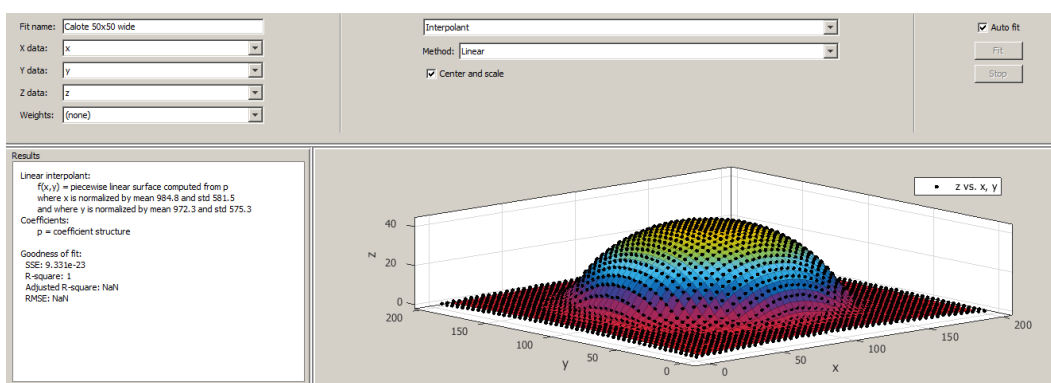 Fit name: Calote 50x50 wide
X data: x
Y data: y
Z data: z
Weights: (none)
Interpolant
Method: Linear
Center and scale
Auto fit
Fit
Stop
Results
Linear interpolant:
f(x,y) = piecewise linear surface computed from p
where x is normalized by mean 984.8 and std 581.5
and where y is normalized by mean 972.3 and std 575.3
Coefficients:
p = coefficient structure
Goodness of fit:
SSE: 9.331e-23
R-square: 1
Adjusted R-square: NaN
RMSE: NaN
z vs. x, y
40
20
0
z
200
150
100
50
0
y
0
50
100
150
200
x